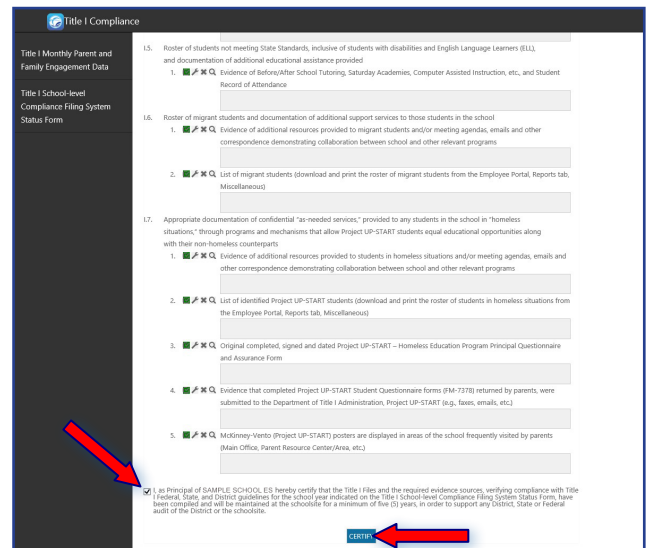 Title I Compliance
Title I Monthly Parent and
Family Engagement Data
Title I School-level
Compliance Filing System
Status Form
I.5. Roster of students not meeting State Standards, inclusive of students with disabilities and English Language Learners (ELL),
and documentation of additional educational assistance provided
1. Evidence of Before/After School Tutoring, Saturday Academies, Computer Assisted Instruction, etc., and Student
Record of Attendance
I.6. Roster of migrant students and documentation of additional support services to those students in the school
1. Evidence of additional resources provided to migrant students and/or meeting agendas, emails and other
correspondence demonstrating collaboration between school and other relevant programs
2. List of migrant students (download and print the roster of migrant students from the Employee Portal, Reports tab,
Miscellaneous)
I.7. Appropriate documentation of confidential "as-needed services," provided to any students in the school in "homeless
situations," through programs and mechanisms that allow Project UP-START students equal educational opportunities along
with their non-homeless counterparts
1. Evidence of additional resources provided to students in homeless situations and/or meeting agendas, emails and
other correspondence demonstrating collaboration between school and other relevant programs
2. List of identified Project UP-START students (download and print the roster of students in homeless situations from
the Employee Portal, Reports tab, Miscellaneous)
3. Original completed, signed and dated Project UP-START – Homeless Education Program Principal Questionnaire
and Assurance Form
4. Evidence that completed Project UP-START Student Questionnaire forms (FM-7378) returned by parents, were
submitted to the Department of Title I Administration, Project UP-START (e.g., faxes, emails, etc.)
5. McKinney-Vento (Project UP-START) posters are displayed in areas of the school frequently visited by parents
(Main Office, Parent Resource Center/Area, etc.)
I, as Principal of SAMPLE SCHOOL ES hereby certify that the Title I Files and the required evidence sources, verifying compliance with Title
I Federal, State, and District guidelines for the school year indicated on the Title I School-level Compliance Filing System Status Form, have
been compiled and will be maintained at the schoolsite for a minimum of five (5) years, in order to support any District, State or Federal
audit of the District or the schoolsite.
CERTIFY